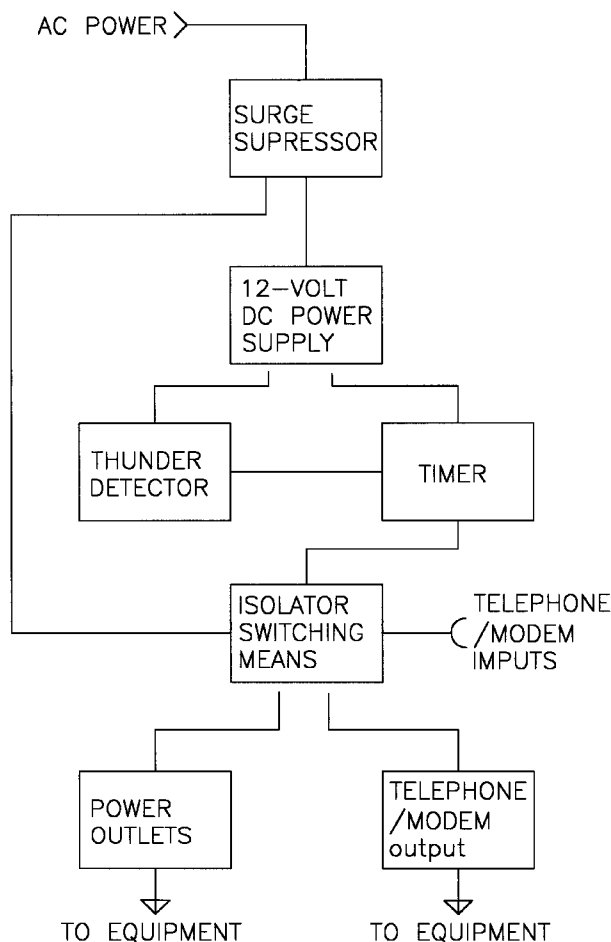 AC POWER
SURGE
SUPRESSOR
12-VOLT
DC POWER
SUPPLY
THUNDER
DETECTOR
TIMER
ISOLATOR
SWITCHING
MEANS
TELEPHONE
/MODEM
IMPUTS
POWER
OUTLETS
TELEPHONE
/MODEM
output
TO EQUIPMENT
TO EQUIPMENT